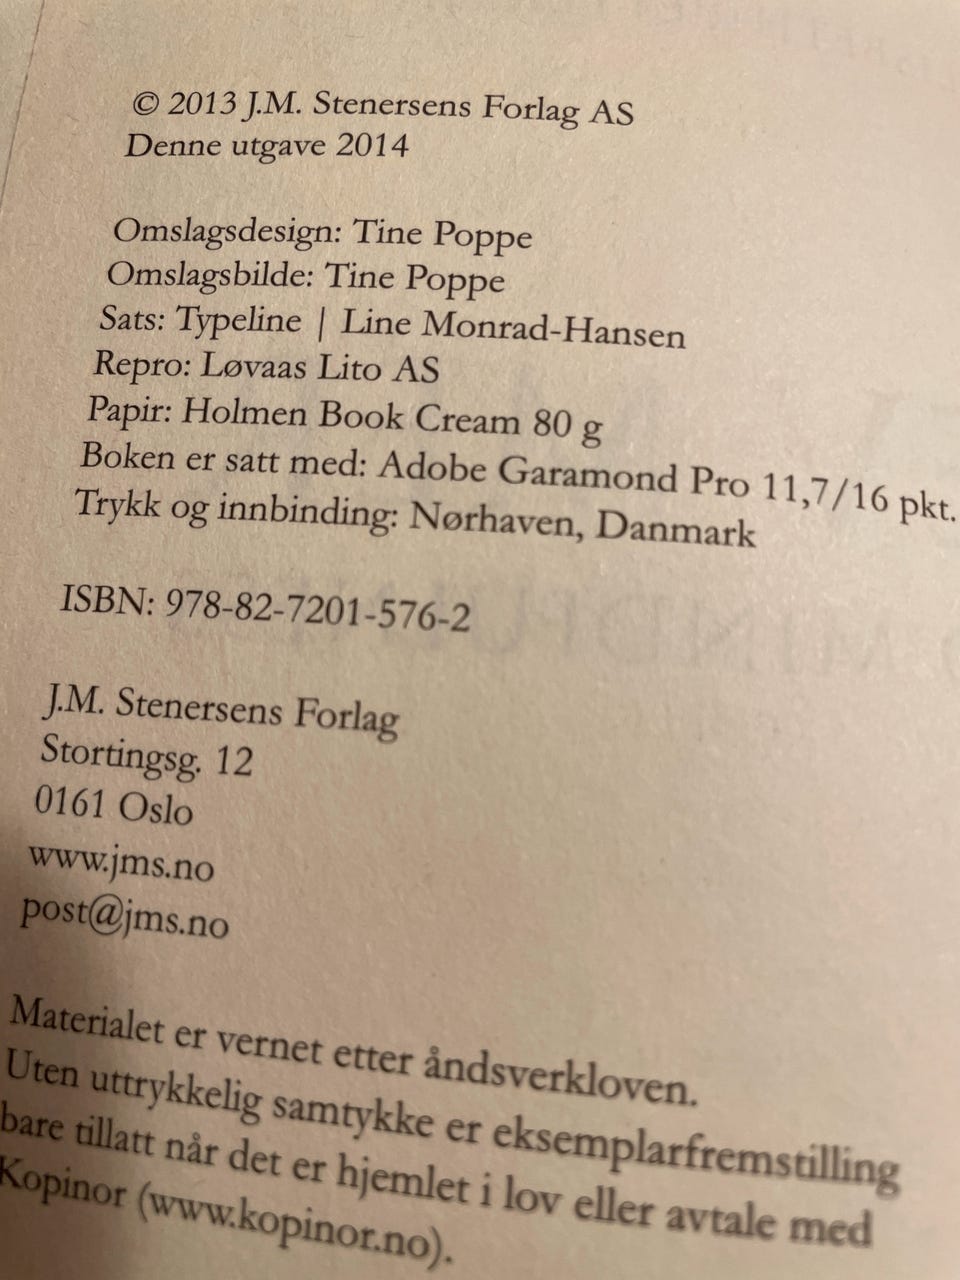 © 2013 J.M. Stenersens Forlag AS
Denne utgave 2014
Omslagsdesign: Tine Poppe
Omslagsbilde: Tine Poppe
Sats: Typeline | Line Monrad-Hansen
Repro: Løvaas Lito AS
Papir: Holmen Book Cream 80 g
Boken er satt med: Adobe Garamond Pro 11,7/16 pkt.
Trykk og innbinding: Nørhaven, Danmark
ISBN: 978-82-7201-576-2
J.M. Stenersens Forlag
Stortingsg. 12
0161 Oslo
www.jms.no
post@jms.no
Materialet er vernet etter åndsverkloven.
Uten uttrykkelig samtykke er eksemplarfremstilling
bare tillatt når det er hjemlet i lov eller avtale med
Kopinor (www.kopinor.no).